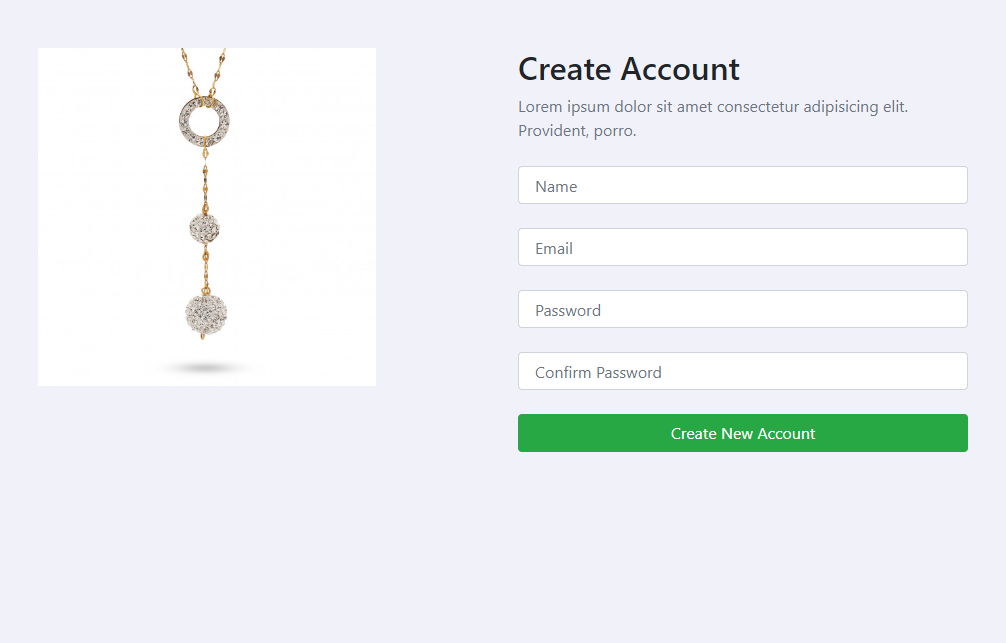 Create Account
Lorem ipsum dolor sit amet consectetur adipisicing elit.
Provident, porro.
Name
Email
Password
Confirm Password
Create New Account